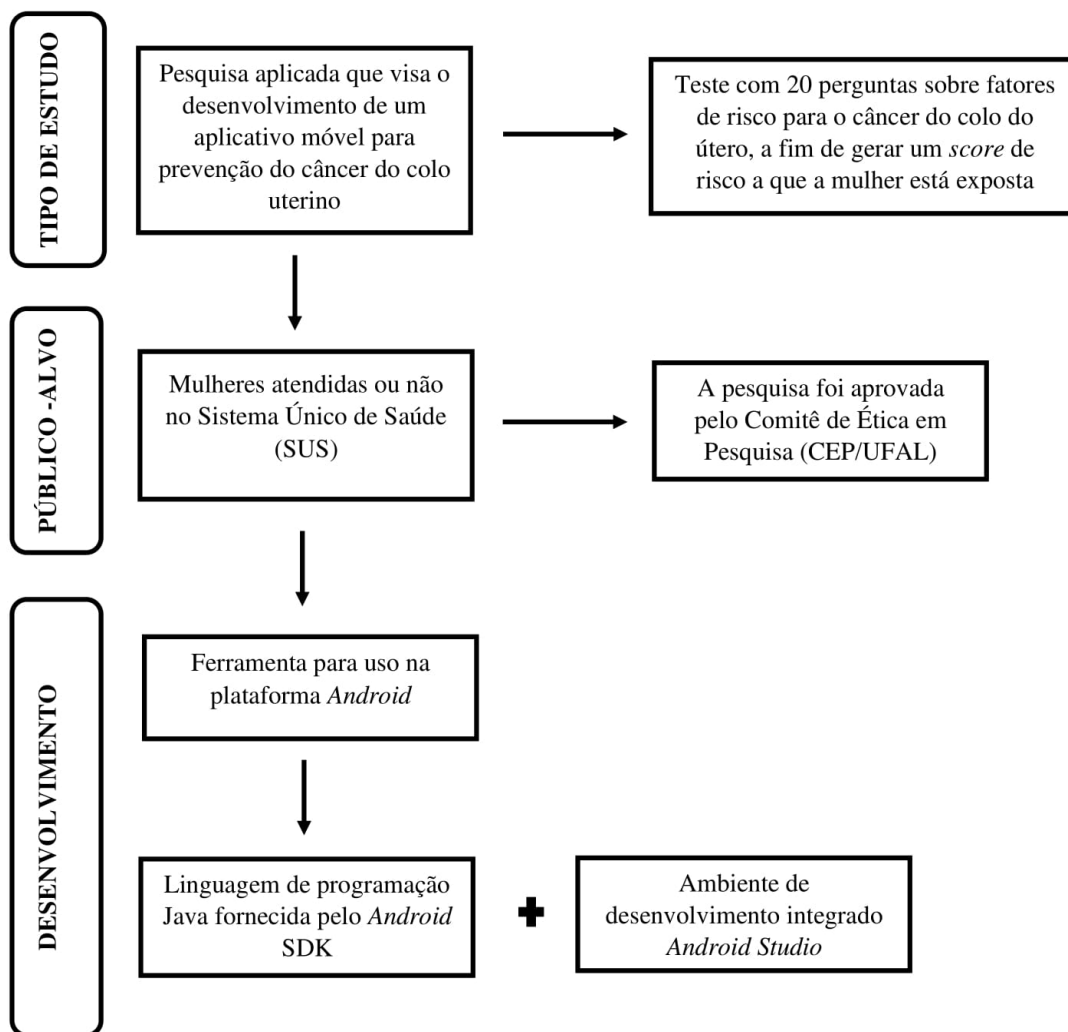 TIPO DE ESTUDO
Pesquisa aplicada que visa o
desenvolvimento de um
aplicativo móvel para
prevenção do câncer do colo
uterino
Teste com 20 perguntas sobre fatores
de risco para o câncer do colo do
útero, a fim de gerar um score de
risco a que a mulher está exposta
PÚBLICO -ALVO
Mulheres atendidas ou não
no Sistema Único de Saúde
(SUS)
A pesquisa foi aprovada
pelo Comitê de Ética em
Pesquisa (CEP/UFAL)
DESENVOLVIMENTO
Ferramenta para uso na
plataforma Android
Linguagem de programação
Java fornecida pelo Android
SDK
Ambiente de
desenvolvimento integrado
Android Studio